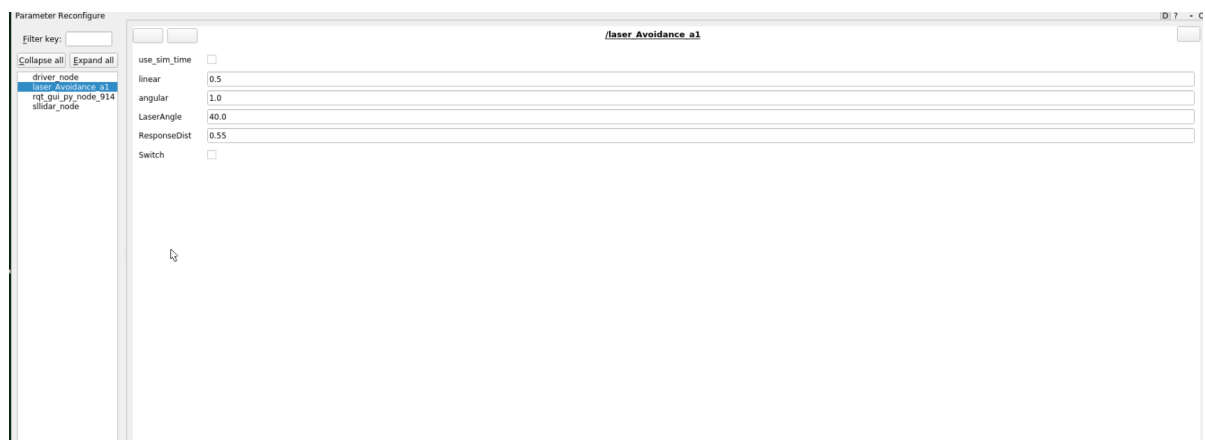 Parameter Reconfigure
D ? - O
Filter key:
/laser_Avoidance_a1
Collapse all Expand all
driver_node
laser_Avoidance_a1
rqt_gui_py_node_914
sllidar_node
use_sim_time
linear 0.5
angular 1.0
LaserAngle 40.0
ResponseDist 0.55
Switch